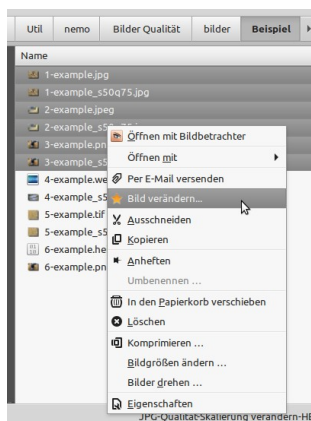 Util nemo Bilder Qualität bilder Beispiel
Name
1-example.jpg
1-example_s50q75.jpg
2-example.jpeg
2-example_s5
3-example.pn
3-example_s5
4-example.we
4-example_s5
5-example.tif
5-example_s5
6-example.he
6-example.pn
Öffnen mit Bildbetrachter
Öffnen mit
Per E-Mail versenden
Bild verändern...
Ausschneiden
Kopieren
Anheften
Umbenennen ...
In den Papierkorb verschieben
Löschen
Komprimieren ...
Bildgrößen ändern ...
Bilder drehen ...
Eigenschaften
JPG-Qualität-Skalierung verändern-HE